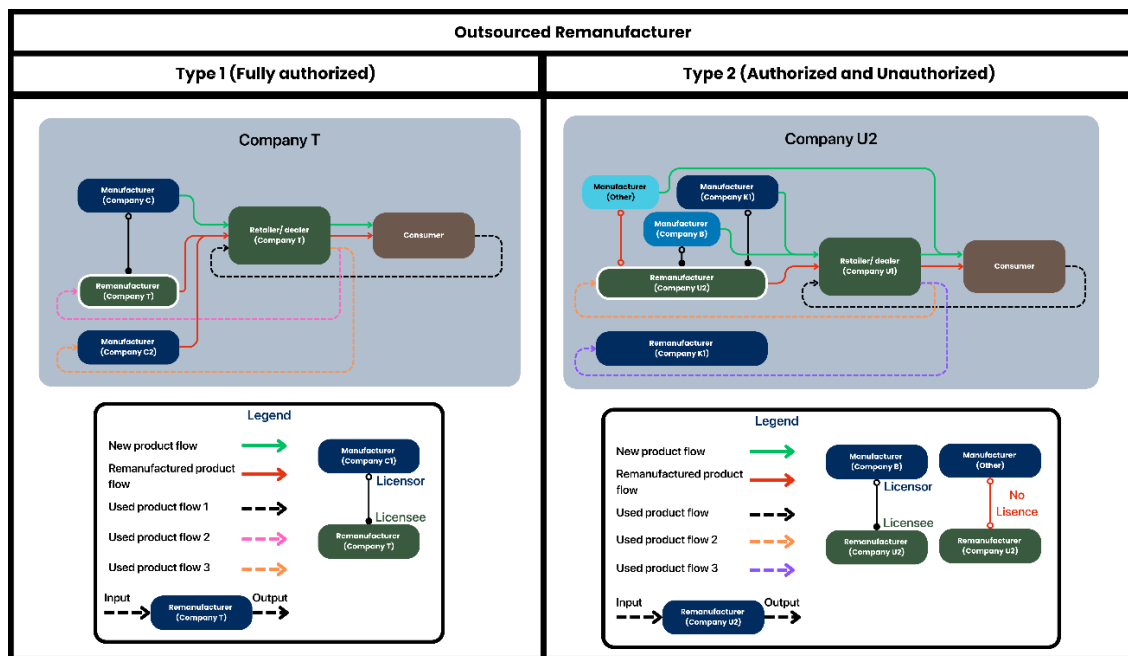 Outsourced Remanufacturer
Type 1 (Fully authorized)
Type 2 (Authorized and Unauthorized)
Company T
Manufacturer
(Company C)
Retailer/ dealer
(Company T)
Consumer
Remanufacturer
(Company T)
Manufacturer
(Company C2)
Legend
New product flow
Remanufactured product
flow
Used product flow 1
Used product flow 2
Used product flow 3
Manufacturer
(Company C1)
Licensor
Licensee
Remanufacturer
(Company T)
Input
Remanufacturer
(Company T)
Output
Company U2
Manufacturer
(Other)
Manufacturer
(Company K1)
Manufacturer
(Company B)
Retailer/ dealer
(Company U1)
Consumer
Remanufacturer
(Company U2)
Remanufacturer
(Company K1)
Legend
New product flow
Remanufactured product
flow
Used product flow
Used product flow 2
Used product flow 3
Manufacturer
(Company B)
Licensor
Licensee
Remanufacturer
(Company U2)
Manufacturer
(Other)
No
Lisence
Remanufacturer
(Company U2)
Input
Remanufacturer
(Company U2)
Output